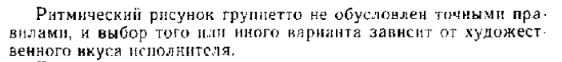 Ритмический рисунок группетто не обусловлен точными пра-
вилами, и выбор того или иного варианта зависит от художест-
венного вкуса исполнителя.